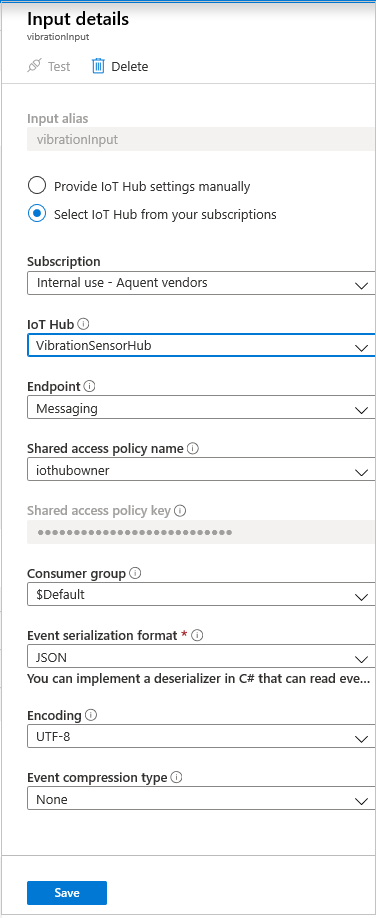 Input details
vibrationInput
Test Delete
Input alias
vibrationInput
Provide IoT Hub settings manually
Select IoT Hub from your subscriptions
Subscription
Internal use - Aquent vendors
IoT Hub
VibrationSensorHub
Endpoint
Messaging
Shared access policy name
iothubowner
Shared access policy key
•••••••••••••••••••••••••••
Consumer group
$Default
Event serialization format *
JSON
You can implement a deserializer in C# that can read eve...
Encoding
UTF-8
Event compression type
None
Save